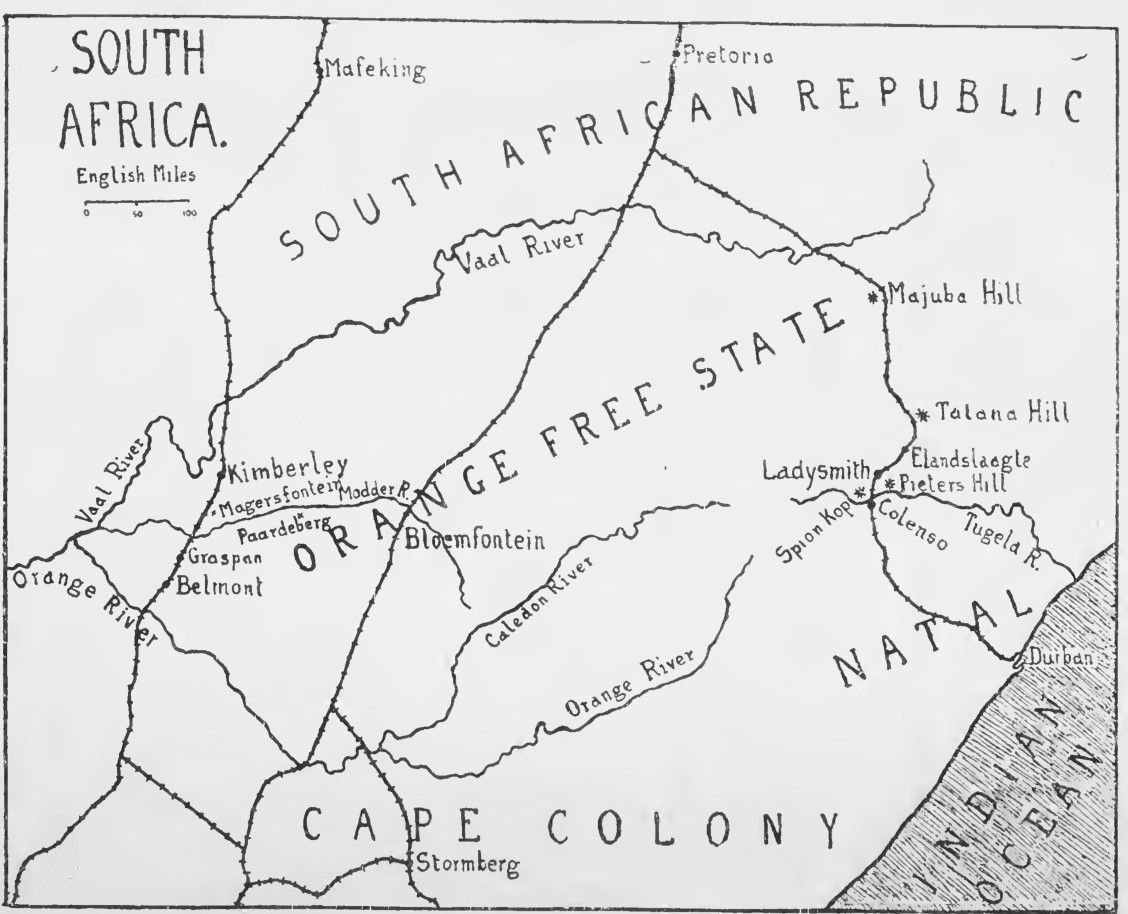 SOUTH
AFRICA.
English Miles
0 50 100
Mafeking
Pretoria
SOUTH AFRICAN REPUBLIC
Vaal River
Majuba Hill
ORANGE FREE STATE
Talana Hill
Vaal River
Kimberley
Magersfontein
Modder R.
Paardeberg
Ladysmith
Elandslaagte
Pieters Hill
Spion Kop
Colenso
Tugela R.
Graspan
Bloemfontein
Orange River
Belmont
Caledon River
NATAL
Orange River
Durban
INDIAN
OCEAN
CAPE COLONY
Stormberg